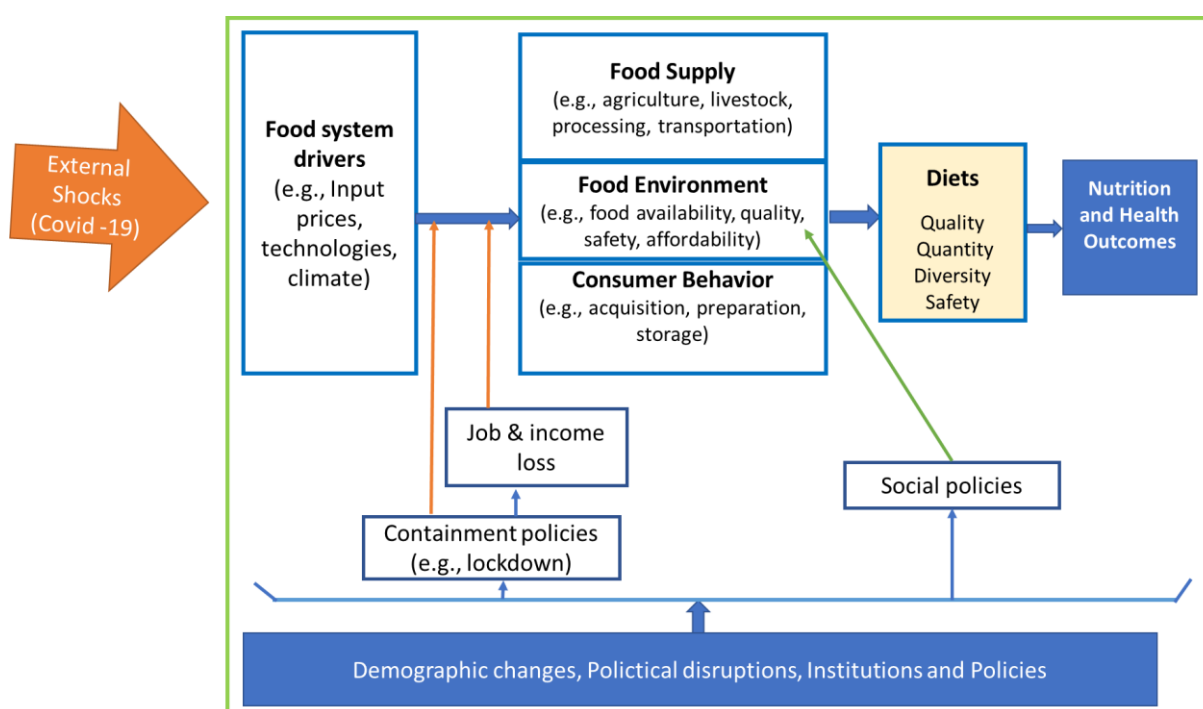 External
Shocks
(Covid -19)
Food system
drivers
(e.g., Input
prices,
technologies,
climate)
Food Supply
(e.g., agriculture, livestock,
processing, transportation)
Food Environment
(e.g., food availability, quality,
safety, affordability)
Consumer Behavior
(e.g., acquisition, preparation,
storage)
Diets
Quality
Quantity
Diversity
Safety
Nutrition
and Health
Outcomes
Job & income
loss
Social policies
Containment policies
(e.g., lockdown)
Demographic changes, Polictical disruptions, Institutions and Policies